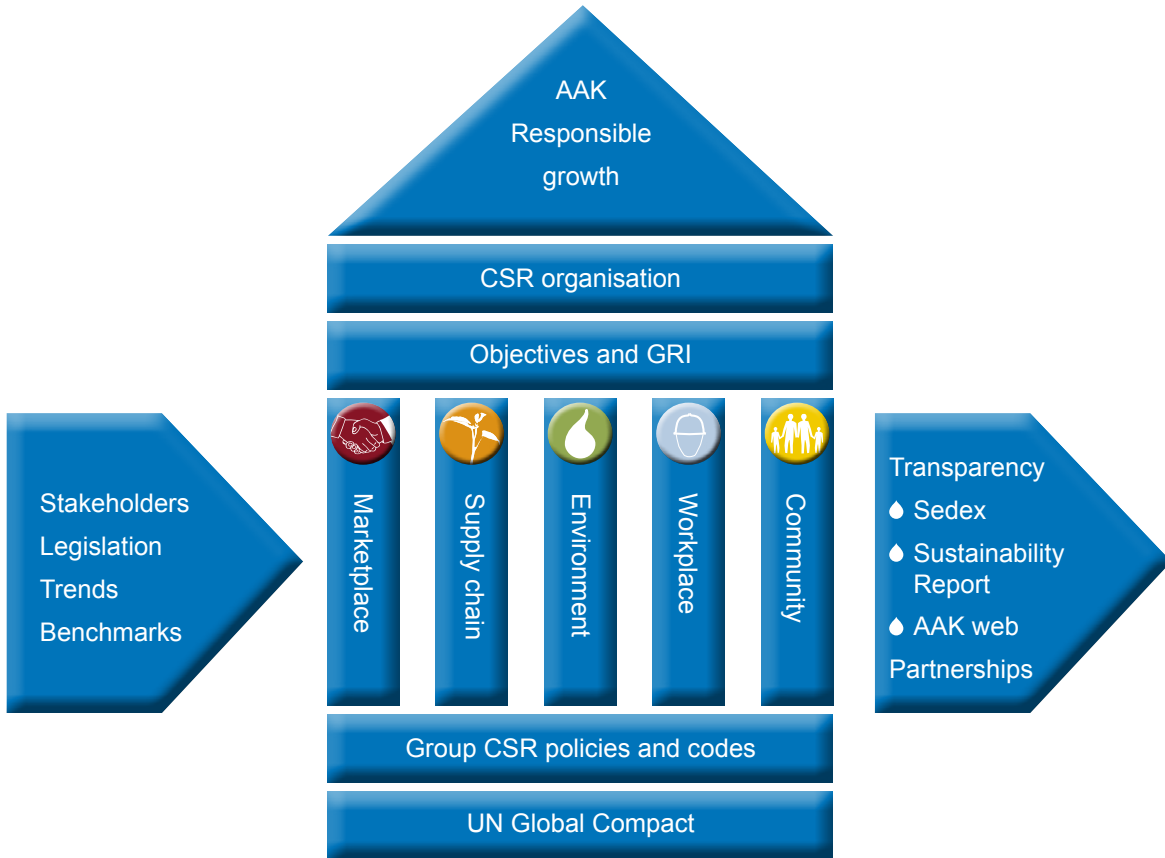 AAK
Responsible
growth
CSR organisation
Objectives and GRI
Stakeholders
Legislation
Trends
Benchmarks
Marketplace
Supply chain
Environment
Workplace
Community
Transparency
Sedex
Sustainability
Report
AAK web
Partnerships
Group CSR policies and codes
UN Global Compact